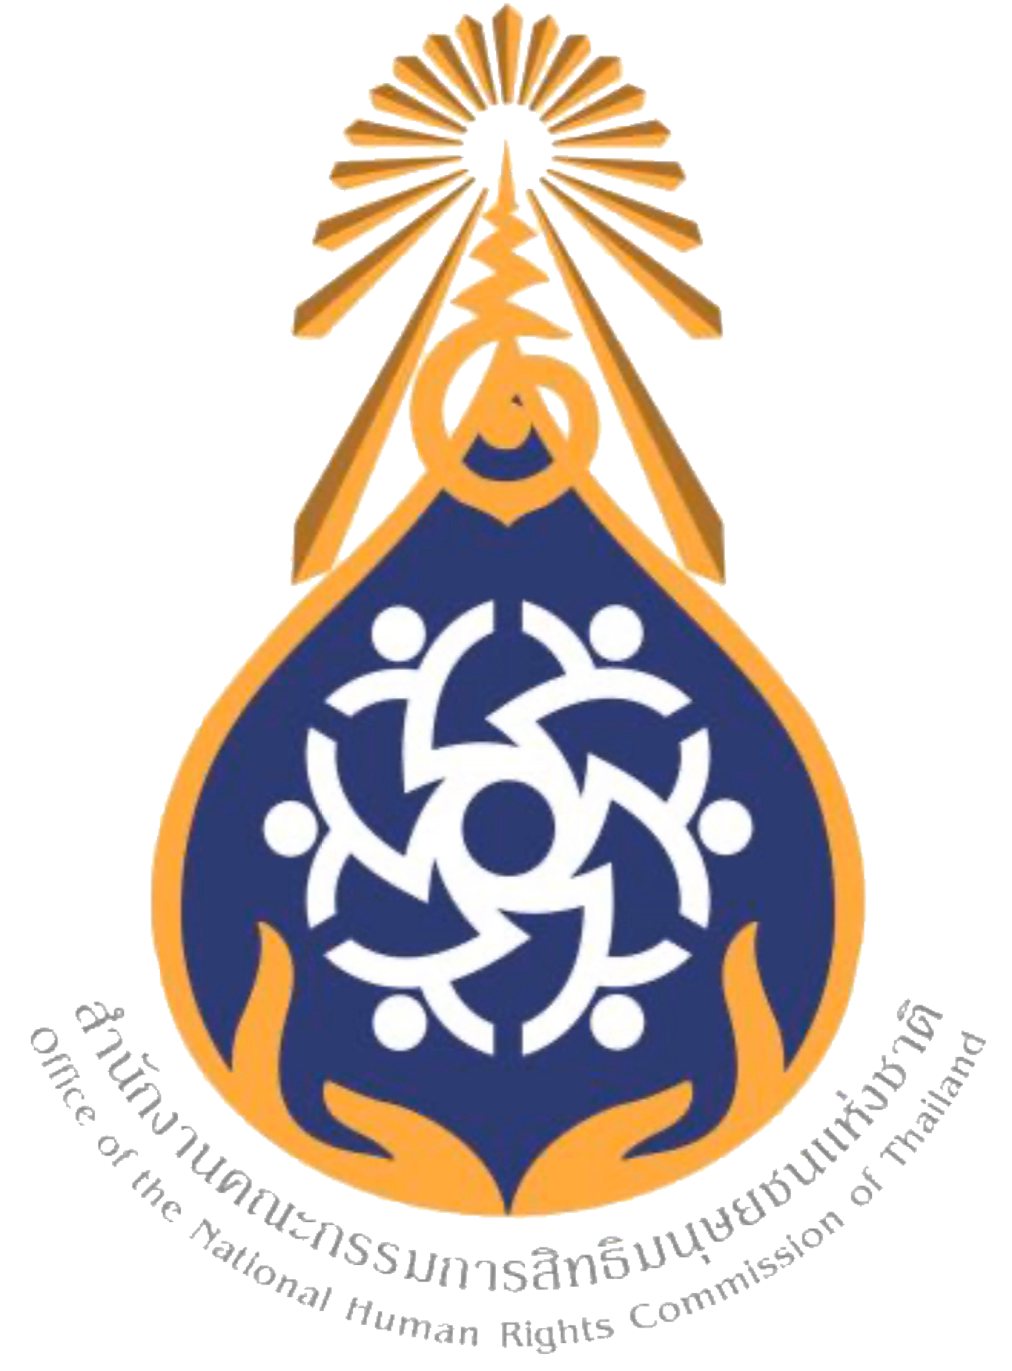 สำนักงานคณะกรรมการสิทธิมนุษยชนแห่งชาติ
Office of the National Human Rights Commission of Thailand